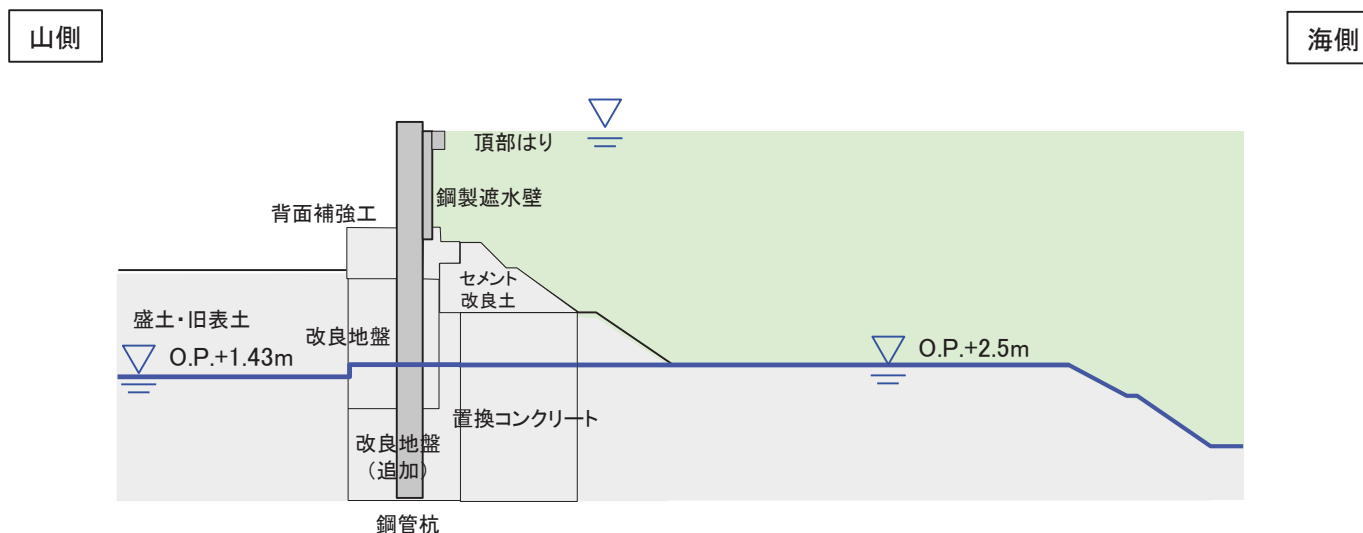 山側
海側
頂部はり
鋼製遮水壁
背面補強工
セメント
改良土
盛土・旧表土
改良地盤
O.P.+1.43m
O.P.+2.5m
置換コンクリート
改良地盤
（追加）
鋼管杭